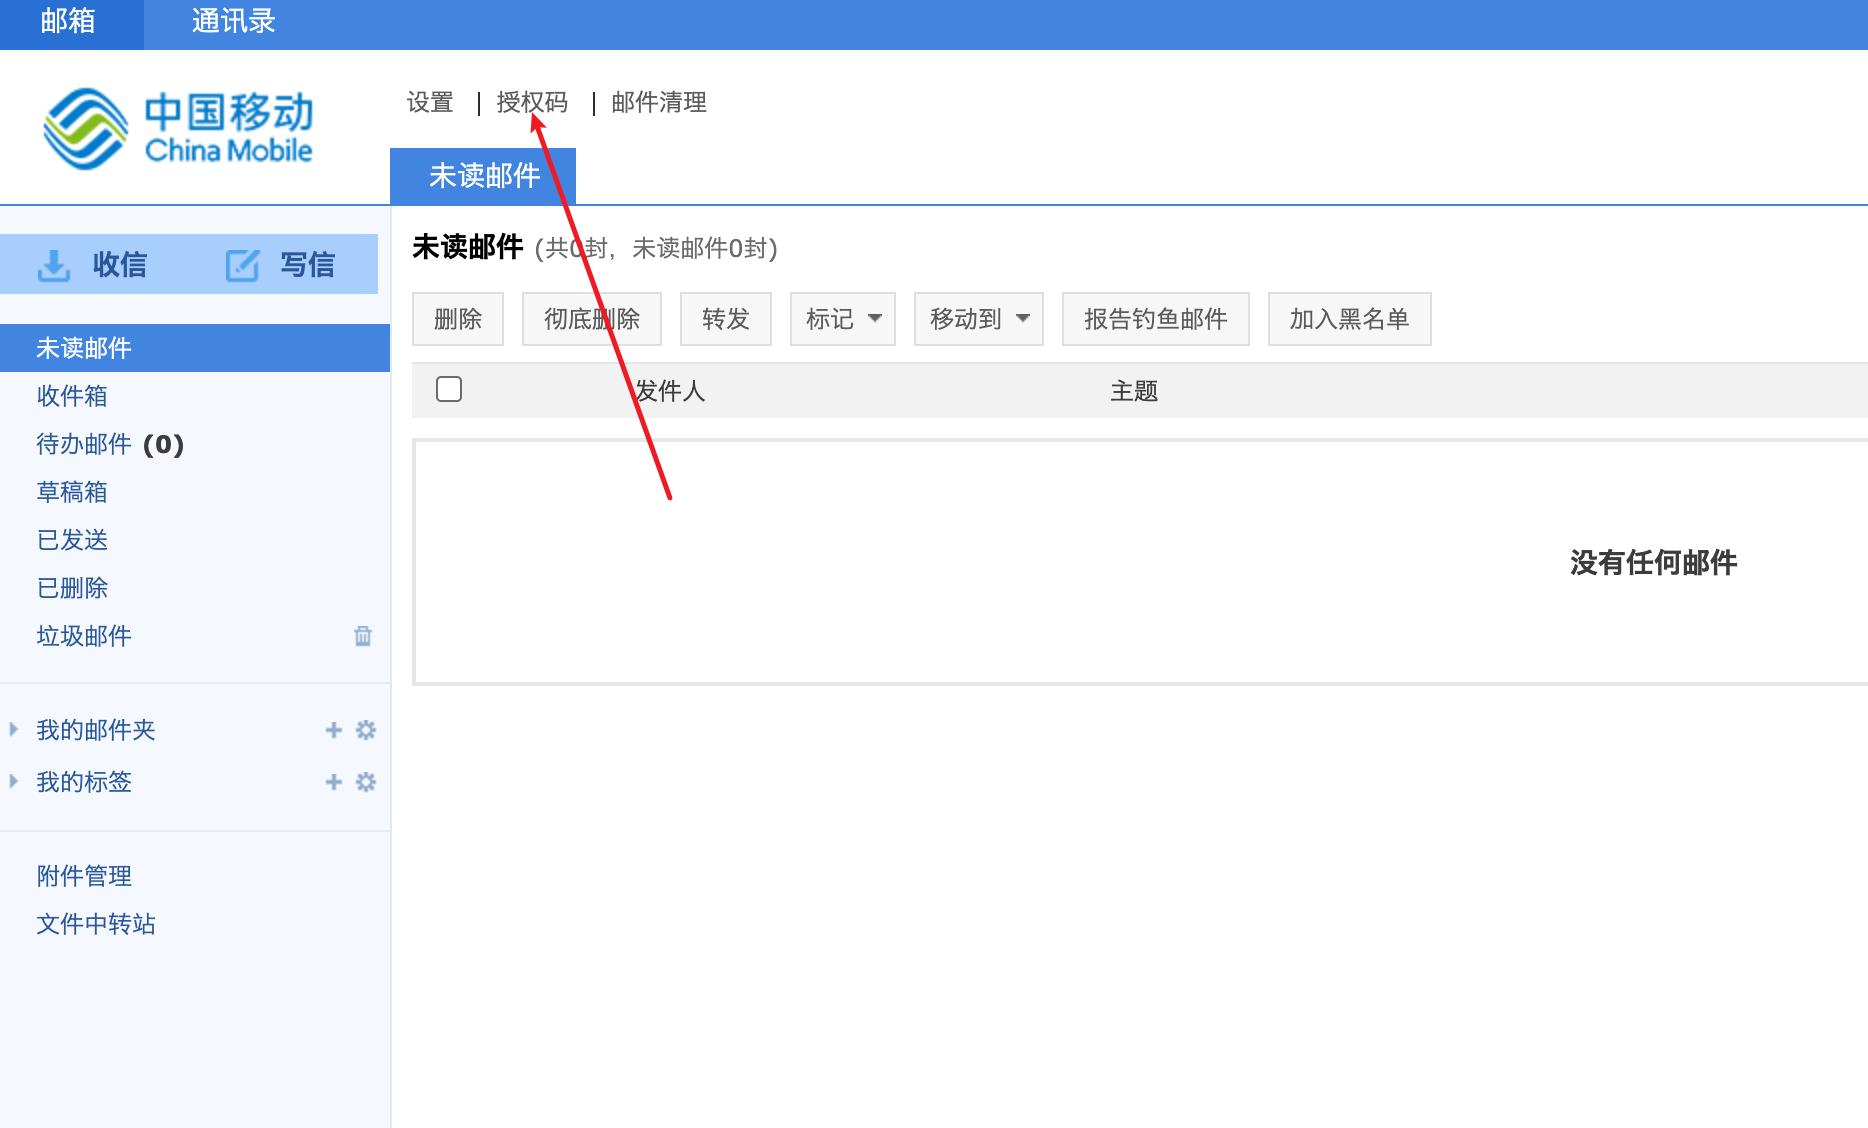 邮箱 通讯录
中国移动
China Mobile
设置 | 授权码 | 邮件清理
未读邮件
收信 写信
未读邮件
收件箱
待办邮件 (0)
草稿箱
已发送
已删除
垃圾邮件
我的邮件夹
我的标签
附件管理
文件中转站
未读邮件 (共0封, 未读邮件0封)
删除 彻底删除 转发 标记 移动到 报告钓鱼邮件 加入黑名单
发件人 主题
没有任何邮件